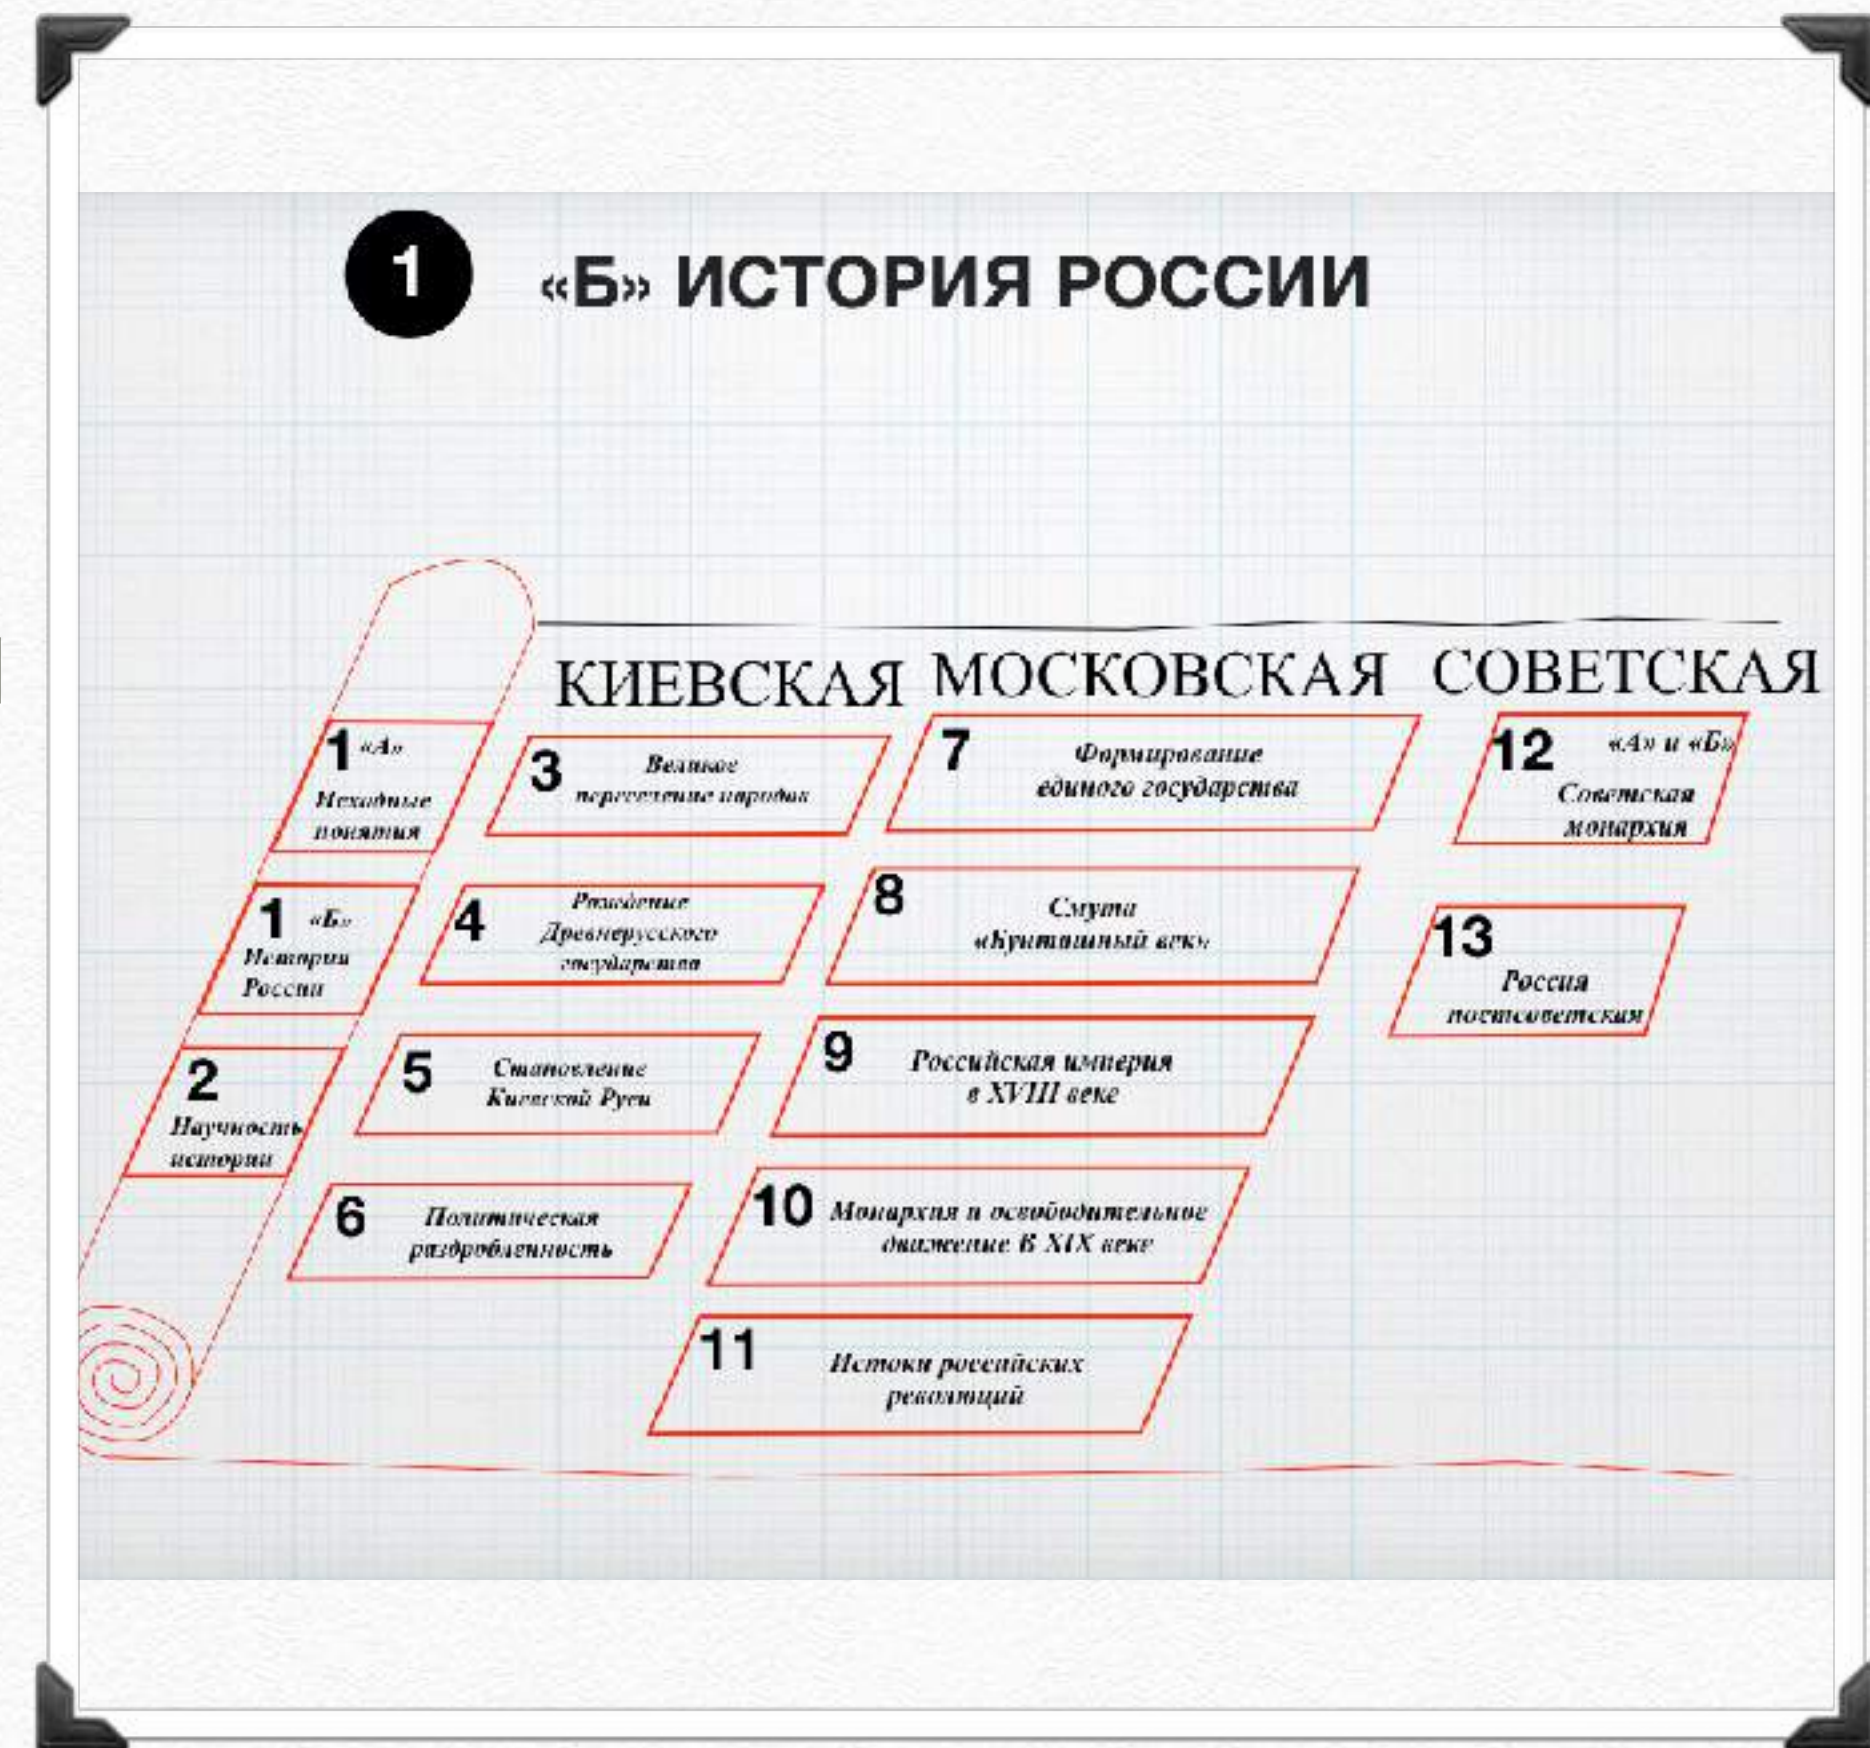 1
«Б» ИСТОРИЯ РОССИИ
КИЕВСКАЯ
МОСКОВСКАЯ
СОВЕТСКАЯ
1 «А»
Исходные
понятия
1 «Б»
История
России
2
Научность
истории
3
Великое
переселение народов
4
Рождение
Древнерусского
государства
5
Становление
Киевской Руси
6
Политическая
раздробленность
7
Формирование
единого государства
8
Смута
«Бунташный век»
9
Российская империя
в XVIII веке
10
Монархия и освободительное
движение В XIX веке
11
Истоки российских
революций
12 «А» и «Б»
Советская
монархия
13
Россия
постсоветская